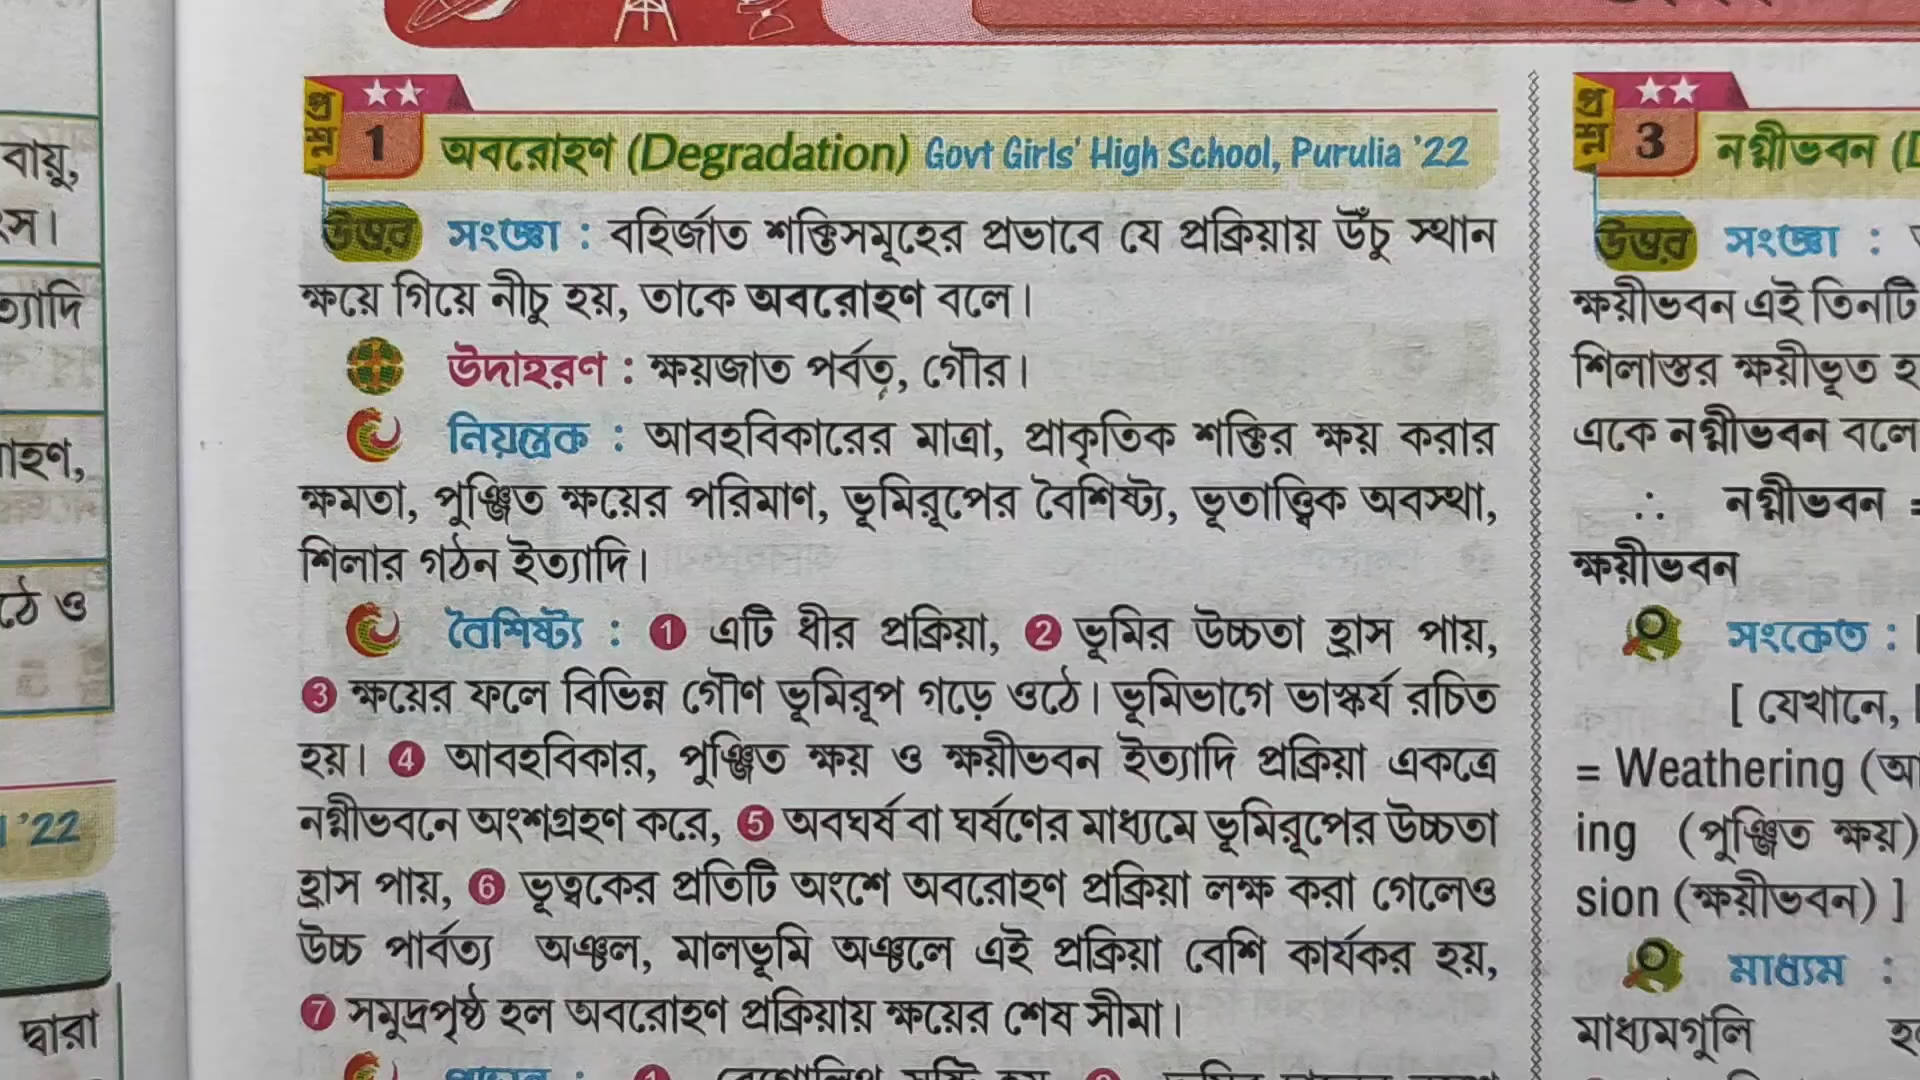 বায়ু,
ত্যাদি
ঠে ও
'22
দ্বারা
★★
প্রশ্ন 1 অবরোহণ (Degradation) Govt Girls' High School, Purulia '22
উত্তর সংজ্ঞা : বহির্জাত শক্তিসমূহের প্রভাবে যে প্রক্রিয়ায় উঁচু স্থান
ক্ষয়ে গিয়ে নীচু হয়, তাকে অবরোহণ বলে।
উদাহরণ : ক্ষয়জাত পর্বত, গৌর।
নিয়ন্ত্রক : আবহবিকারের মাত্রা, প্রাকৃতিক শক্তির ক্ষয় করার
ক্ষমতা, পুঞ্জিত ক্ষয়ের পরিমাণ, ভূমিরূপের বৈশিষ্ট্য, ভূতাত্ত্বিক অবস্থা,
শিলার গঠন ইত্যাদি।
বৈশিষ্ট্য : 1 এটি ধীর প্রক্রিয়া, 2 ভূমির উচ্চতা হ্রাস পায়,
3 ক্ষয়ের ফলে বিভিন্ন গৌণ ভূমিরূপ গড়ে ওঠে। ভূমিভাগে ভাস্কর্য রচিত
হয়। 4 আবহবিকার, পুঞ্জিত ক্ষয় ও ক্ষয়ীভবন ইত্যাদি প্রক্রিয়া একত্রে
নগ্নীভবনে অংশগ্রহণ করে, 5 অবঘর্ষ বা ঘর্ষণের মাধ্যমে ভূমিরূপের উচ্চতা
হ্রাস পায়, 6 ভূত্বকের প্রতিটি অংশে অবরোহণ প্রক্রিয়া লক্ষ করা গেলেও
উচ্চ পার্বত্য অঞ্চল, মালভূমি অঞ্চলে এই প্রক্রিয়া বেশি কার্যকর হয়,
7 সমুদ্রপৃষ্ঠ হল অবরোহণ প্রক্রিয়ায় ক্ষয়ের শেষ সীমা।
★★
প্রশ্ন 3 নগ্নীভবন (
উত্তর সংজ্ঞা :
ক্ষয়ীভবন এই তিনটি
শিলাস্তর ক্ষয়ীভূত
একে নগ্নীভবন বলে
∴ নগ্নীভবন =
ক্ষয়ীভবন
সংকেত :
[ যেখানে,
= Weathering (
ing (পুঞ্জিত ক্ষয়)
sion (ক্ষয়ীভবন) ]
মাধ্যম :
মাধ্যমগুলি